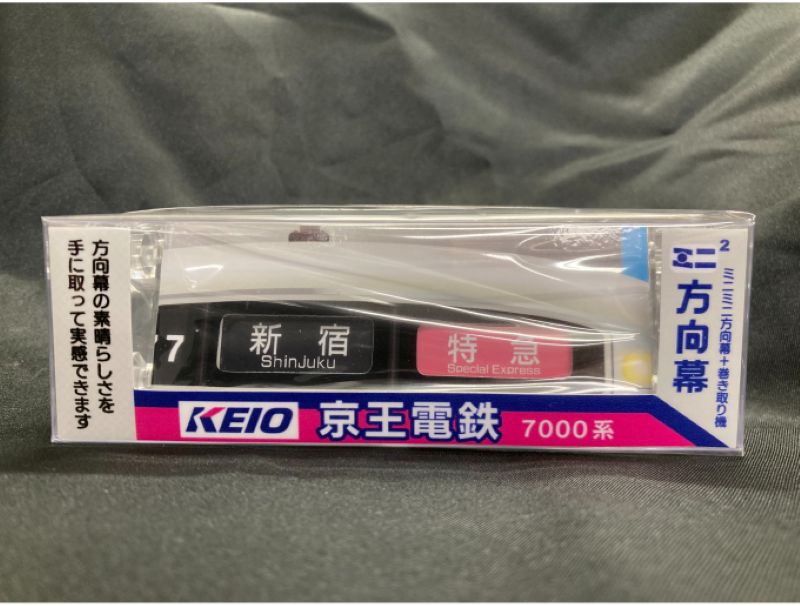 方向幕の素晴らしさを
手に取って実感できます
7
新宿
ShinJuku
特急
Special Express
KEIO 京王電鉄 7000系
ミニ²
方向幕
ミニミニ方向幕+巻き取り機